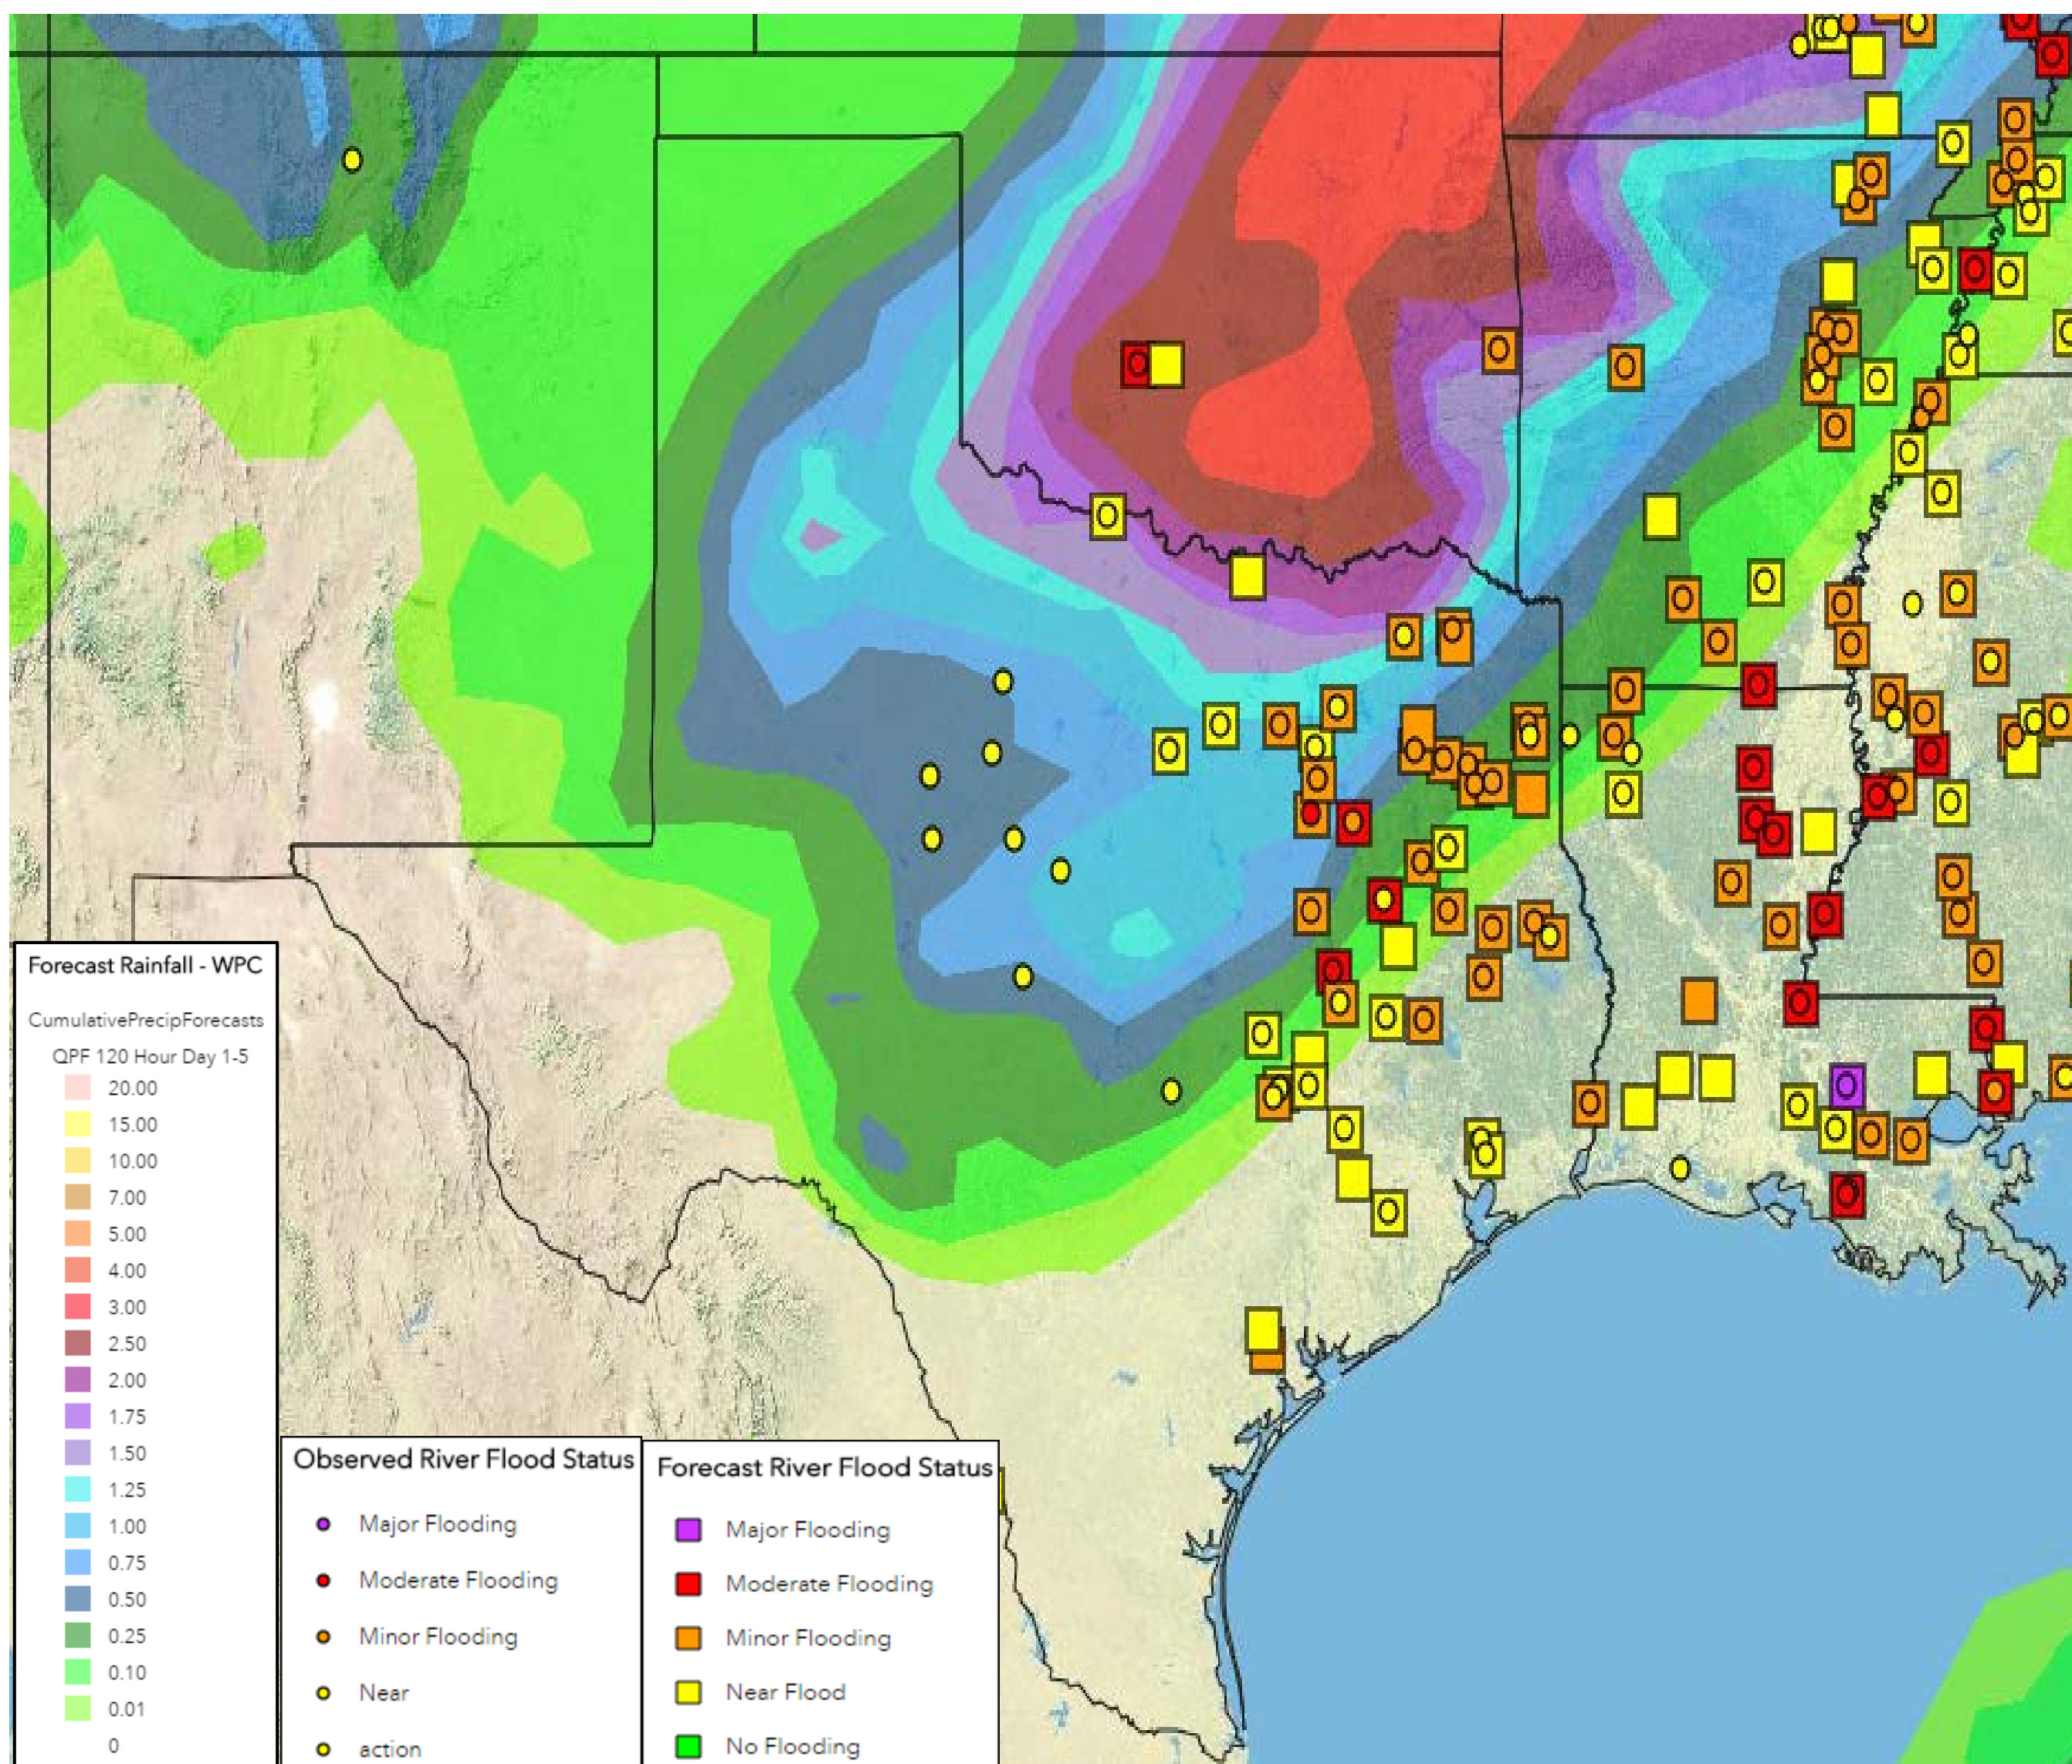 Forecast Rainfall - WPC
CumulativePrecipForecasts
QPF 120 Hour Day 1-5
20.00
15.00
10.00
7.00
5.00
4.00
3.00
2.50
2.00
1.75
1.50
1.25
1.00
0.75
0.50
0.25
0.10
0.01
0
Observed River Flood Status
Major Flooding
Moderate Flooding
Minor Flooding
Near
action
Forecast River Flood Status
Major Flooding
Moderate Flooding
Minor Flooding
Near Flood
No Flooding